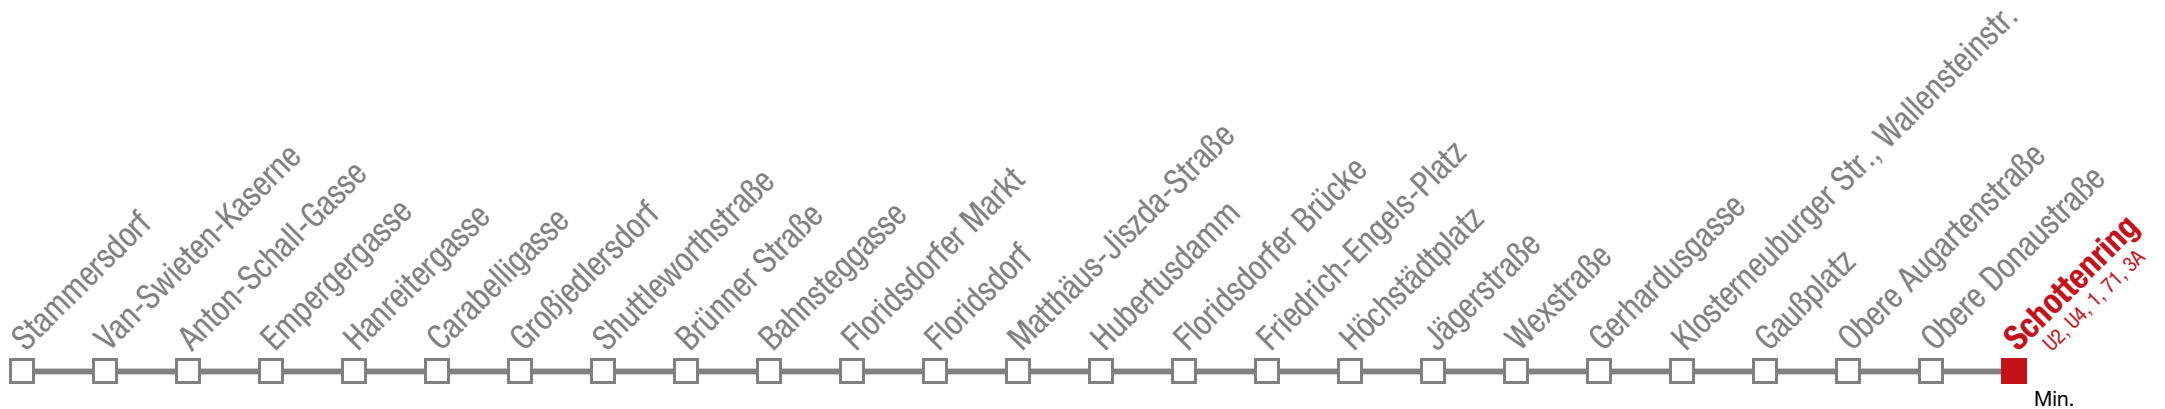 Stammersdorf
Van-Swieten-Kaserne
Anton-Schall-Gasse
Empergergasse
Hanreitergasse
Carabelligasse
Großjedlersdorf
Shuttleworthstraße
Brünner Straße
Bahnsteggasse
Floridsdorfer Markt
Floridsdorf
Matthäus-Jiszda-Straße
Hubertusdamm
Floridsdorfer Brücke
Friedrich-Engels-Platz
Höchstädtplatz
Jägerstraße
Wexstraße
Gerhardusgasse
Klosterneuburger Str., Wallensteinstr.
Gaußplatz
Obere Augartenstraße
Obere Donaustraße
Schottenring
U2, U4, 1, 71, 3A
Min.